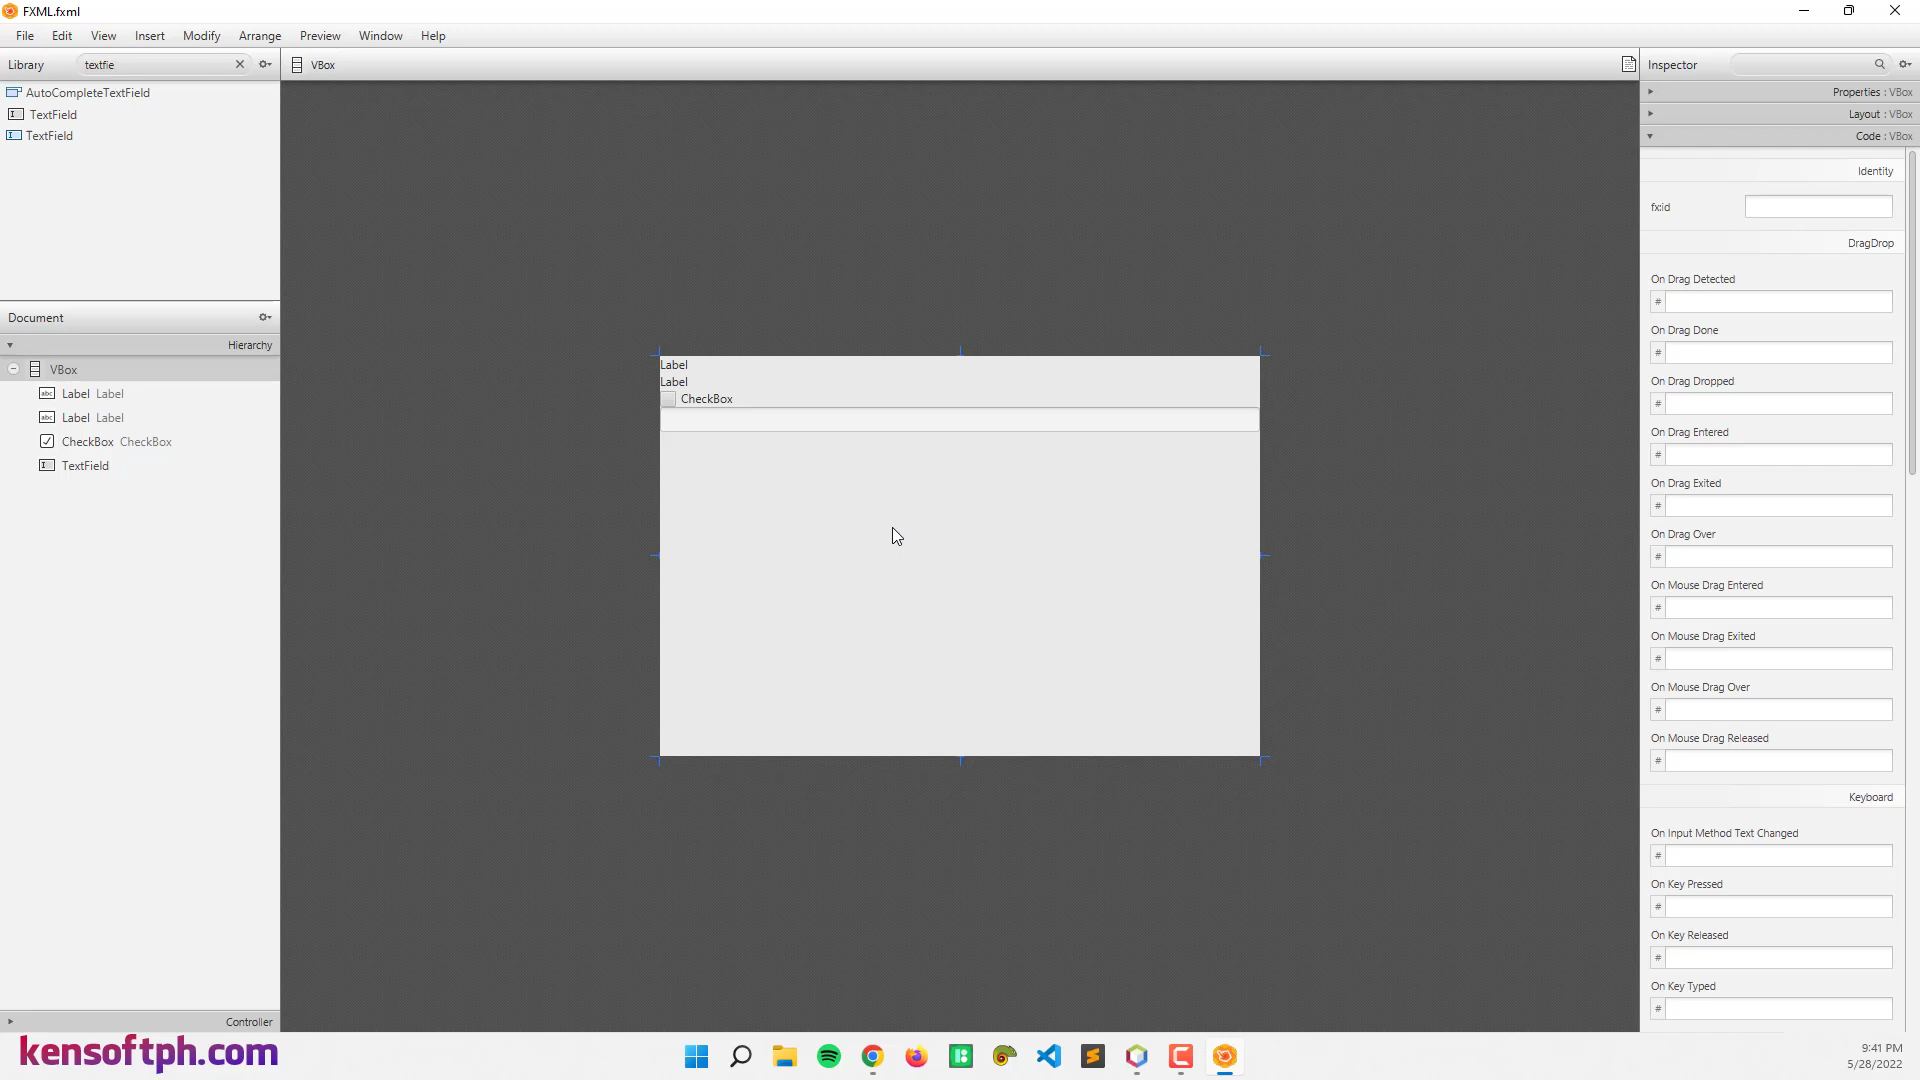 FXML.fxml
File Edit View Insert Modify Arrange Preview Window Help
Library textfie
VBox
Inspector
AutoCompleteTextField
TextField
TextField
Properties : VBox
Layout : VBox
Code : VBox
Identity
fx:id
DragDrop
On Drag Detected
#
On Drag Done
#
On Drag Dropped
#
On Drag Entered
#
On Drag Exited
#
On Drag Over
#
On Mouse Drag Entered
#
On Mouse Drag Exited
#
On Mouse Drag Over
#
On Mouse Drag Released
#
Keyboard
On Input Method Text Changed
#
On Key Pressed
#
On Key Released
#
On Key Typed
#
Document
Hierarchy
VBox
abc Label Label
abc Label Label
CheckBox CheckBox
TextField
Label
Label
CheckBox
Controller
kensoftph.com
9:41 PM
5/28/2022